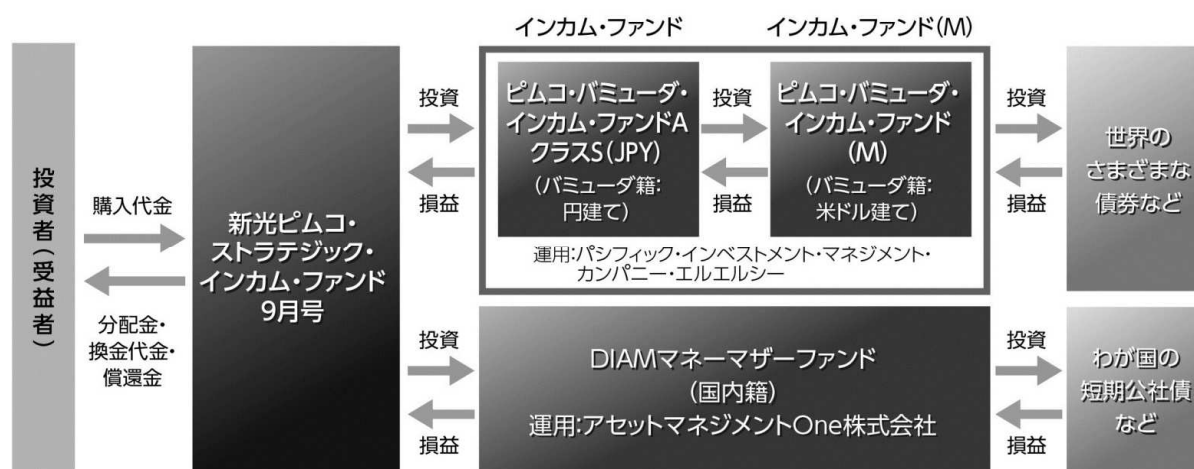 投資者(受益者)
購入代金
分配金・
換金代金・
償還金
新光ピムコ・
ストラテジック・
インカム・ファンド
9月号
投資
損益
インカム・ファンド
ピムコ・バミューダ・
インカム・ファンドA
クラスS(JPY)
(バミューダ籍:
円建て)
投資
損益
インカム・ファンド(M)
ピムコ・バミューダ・
インカム・ファンド
(M)
(バミューダ籍:
米ドル建て)
運用:パシフィック・インベストメント・マネジメント・
カンパニー・エルエルシー
投資
損益
世界の
さまざまな
債券など
投資
損益
DIAMマネーマザーファンド
(国内籍)
運用:アセットマネジメントOne株式会社
投資
損益
わが国の
短期公社債
など